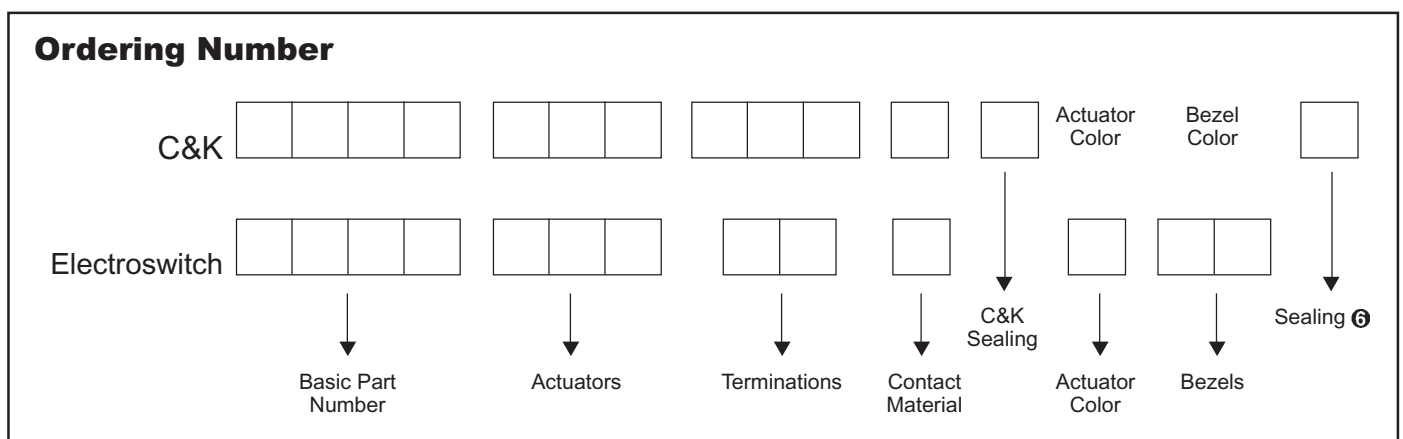 Ordering Number
C&K
Actuator
Color
Bezel
Color
Electroswitch
Basic Part
Number
Actuators
Terminations
Contact
Material
C&K
Sealing
Actuator
Color
Bezels
Sealing ❻